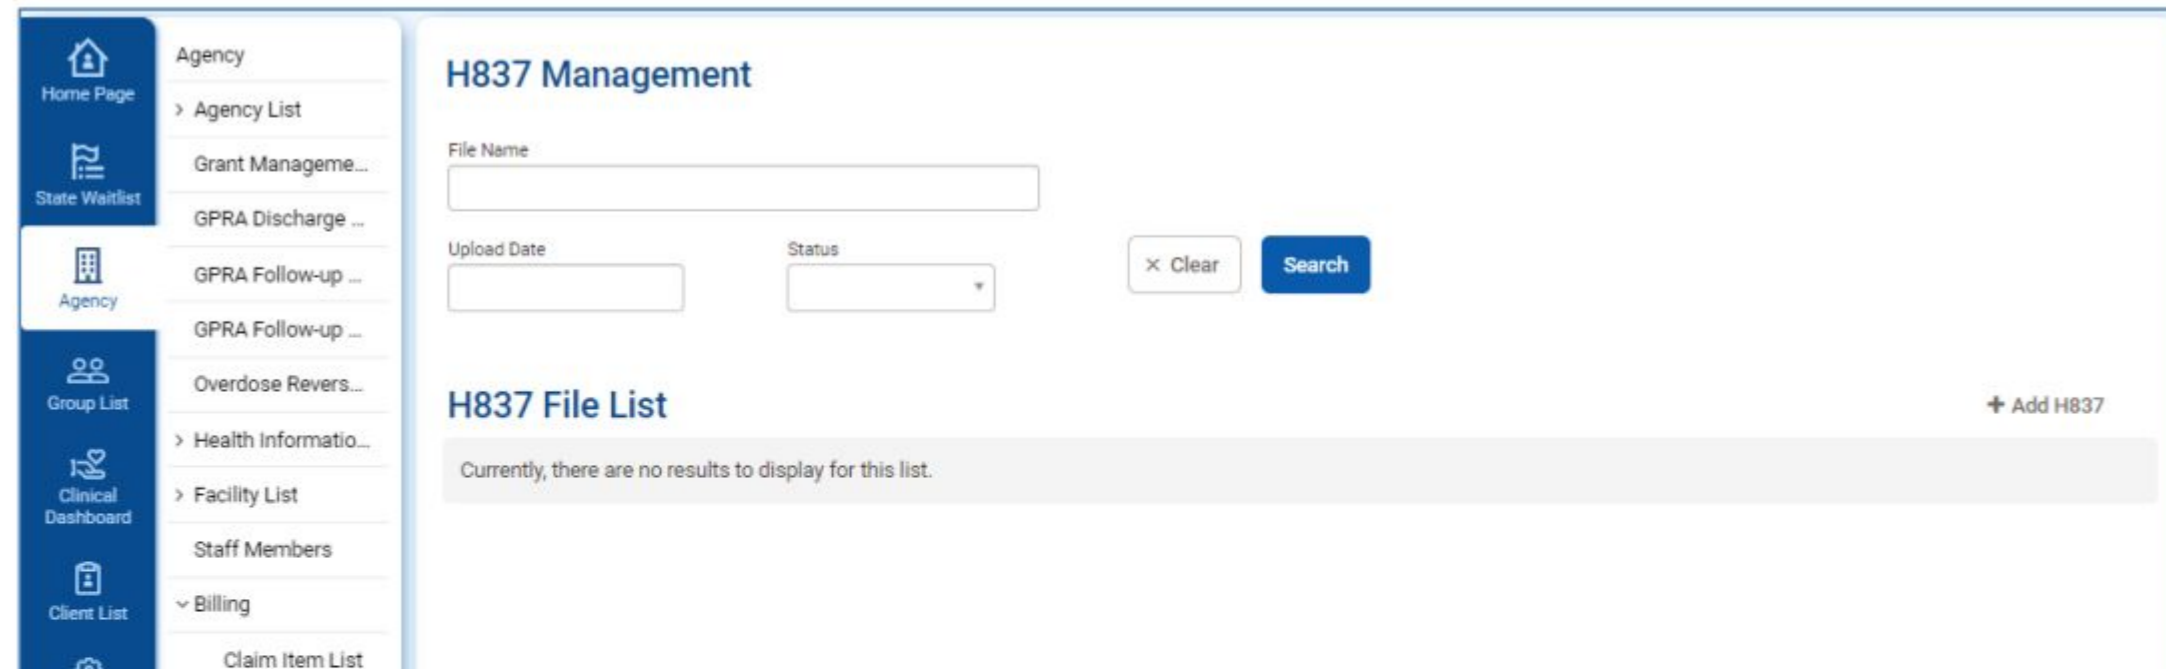 Home Page
State Waitlist
Agency
Group List
Clinical
Dashboard
Client List
Agency
> Agency List
Grant Manageme...
GPRA Discharge ...
GPRA Follow-up ...
GPRA Follow-up ...
Overdose Revers...
> Health Informatio...
> Facility List
Staff Members
Billing
Claim Item List
H837 Management
File Name
Upload Date
Status
× Clear
Search
H837 File List
+ Add H837
Currently, there are no results to display for this list.